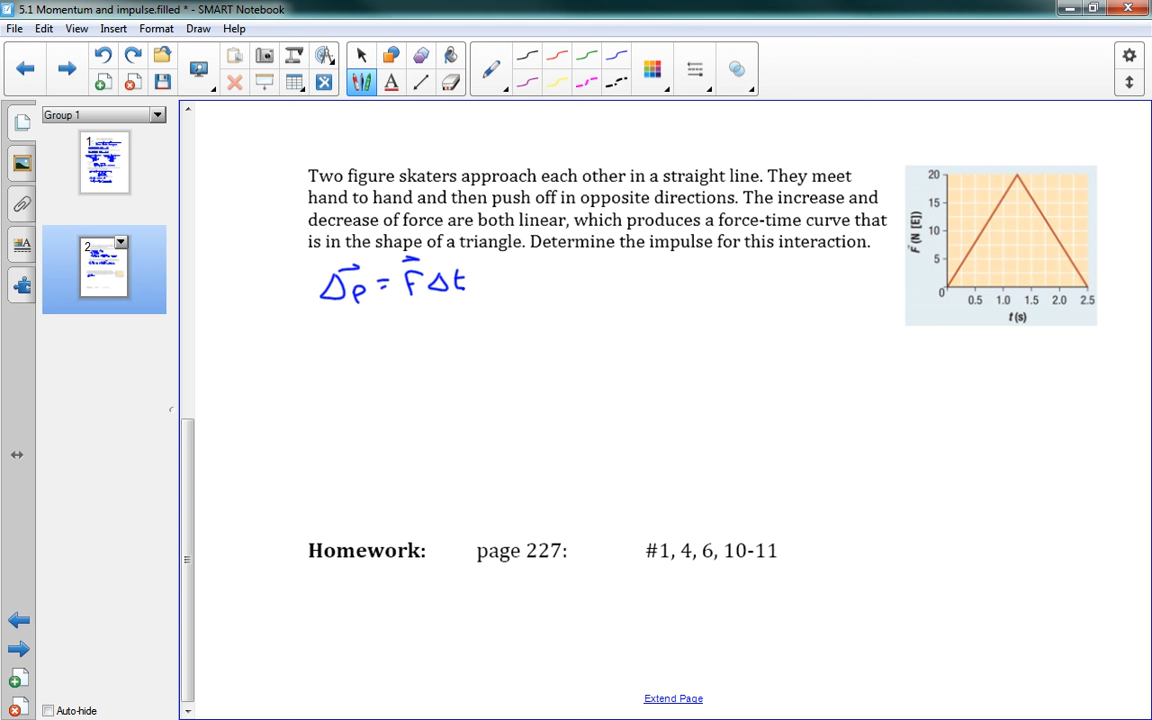 5.1 Momentum and impulse.filled * - SMART Notebook
File Edit View Insert Format Draw Help
Group 1
1
2
Two figure skaters approach each other in a straight line. They meet
hand to hand and then push off in opposite directions. The increase and
decrease of force are both linear, which produces a force-time curve that
is in the shape of a triangle. Determine the impulse for this interaction.
Δp⃗ = F⃗ Δt
F⃗ (N [E])
20
15
10
5
0
0.5 1.0 1.5 2.0 2.5
t (s)
Homework: page 227: #1, 4, 6, 10-11
Extend Page
Auto-hide